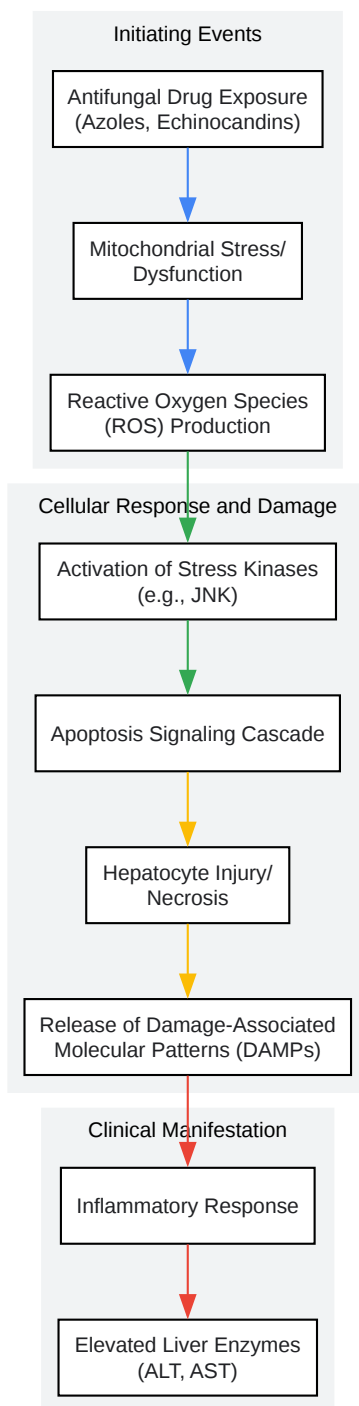 Initiating Events
Antifungal Drug Exposure
(Azoles, Echinocandins)
Mitochondrial Stress/
Dysfunction
Reactive Oxygen Species
(ROS) Production
Cellular Response and Damage
Activation of Stress Kinases
(e.g., JNK)
Apoptosis Signaling Cascade
Hepatocyte Injury/
Necrosis
Release of Damage-Associated
Molecular Patterns (DAMPs)
Clinical Manifestation
Inflammatory Response
Elevated Liver Enzymes
(ALT, AST)